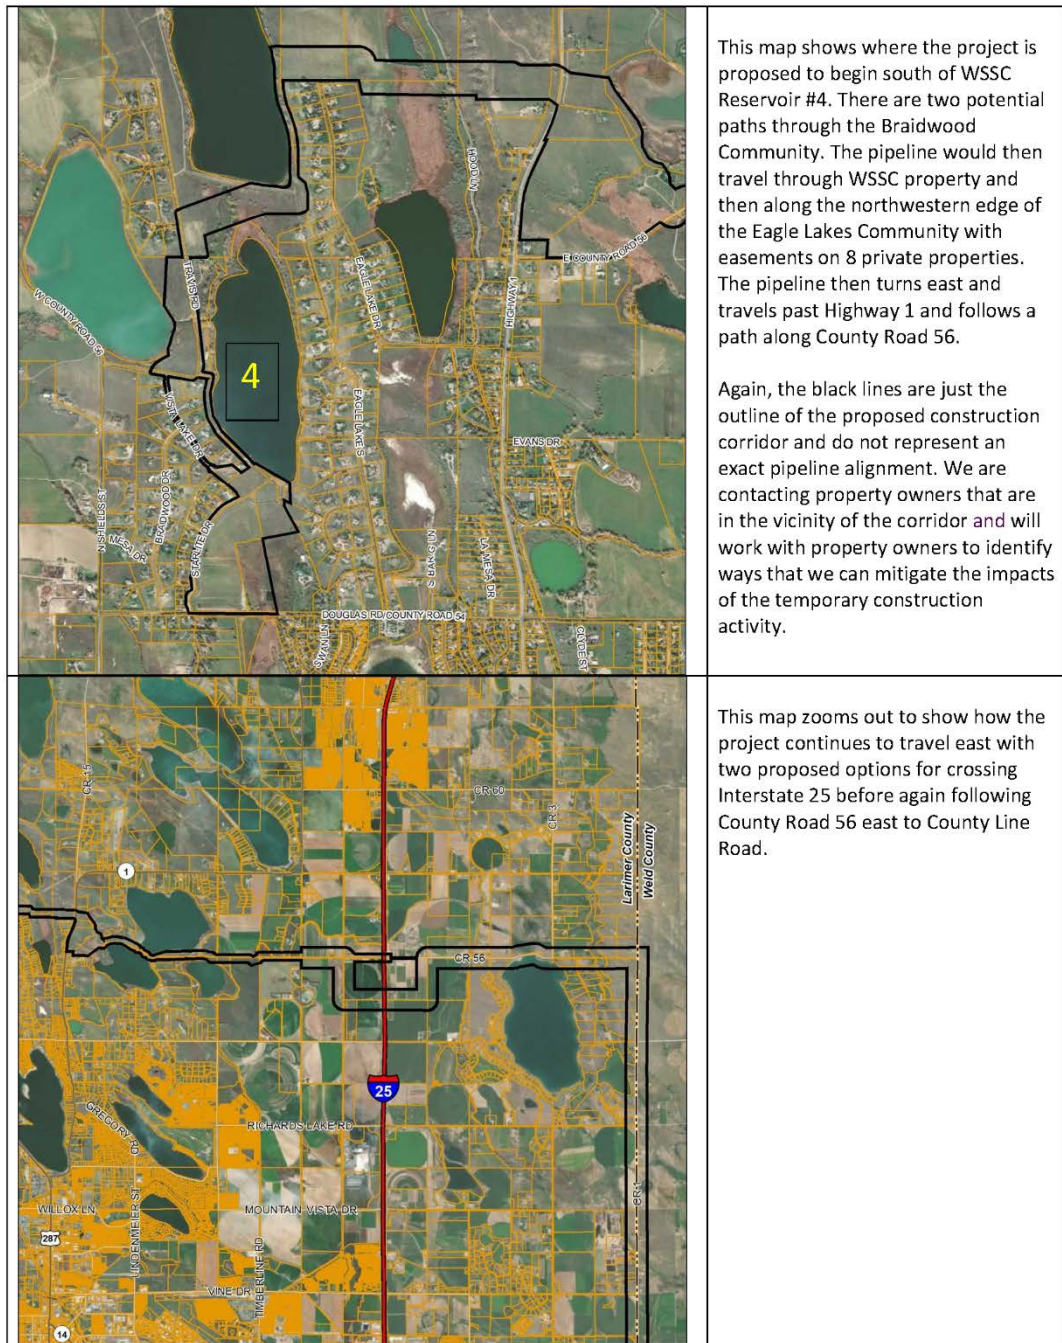 This map shows where the project is
proposed to begin south of WSSC
Reservoir #4. There are two potential
paths through the Braidwood
Community. The pipeline would then
travel through WSSC property and
then along the northwestern edge of
the Eagle Lakes Community with
easements on 8 private properties.
The pipeline then turns east and
travels past Highway 1 and follows a
path along County Road 56.
Again, the black lines are just the
outline of the proposed construction
corridor and do not represent an
exact pipeline alignment. We are
contacting property owners that are
in the vicinity of the corridor and will
work with property owners to identify
ways that we can mitigate the impacts
of the temporary construction
activity.
HOOD LN
E COUNTY ROAD 56
TRAVIS RD
EAGLE LAKE DR
HIGHWAY 1
W COUNTY ROAD 56
4
VISTA LAKE DR
EAGLE LAKE S
EVANS DR
N SHIELDS ST
BRAIDWOOD DR
MESA DR
STARLITE DR
LA MESA DR
DOUGLAS RD/COUNTY ROAD 54
SWAN LN
CLYDE ST
This map zooms out to show how the
project continues to travel east with
two proposed options for crossing
Interstate 25 before again following
County Road 56 east to County Line
Road.
CR 15
CR 60
CR 3
Larimer County
Weld County
1
CR 56
25
GREGORY RD
RICHARDS LAKE RD
CR 1
WILLOX LN
LINDENMEIER ST
MOUNTAIN VISTA DR
287
TIMBERLINE RD
VINE DR
14